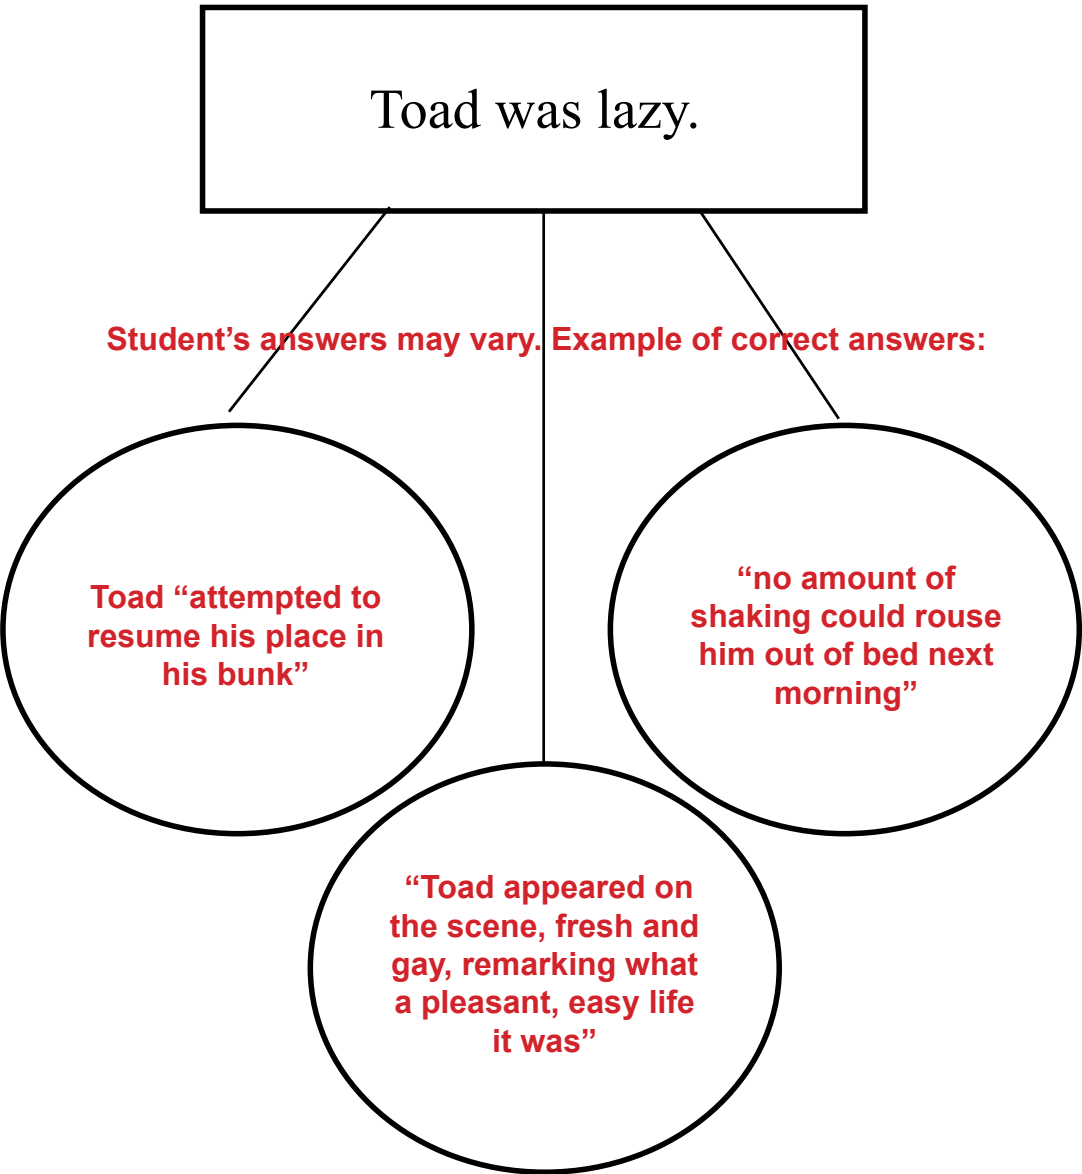 Toad was lazy.
Student’s answers may vary. Example of correct answers:
Toad “attempted to
resume his place in
his bunk”
“no amount of
shaking could rouse
him out of bed next
morning”
“Toad appeared on
the scene, fresh and
gay, remarking what
a pleasant, easy life
it was”